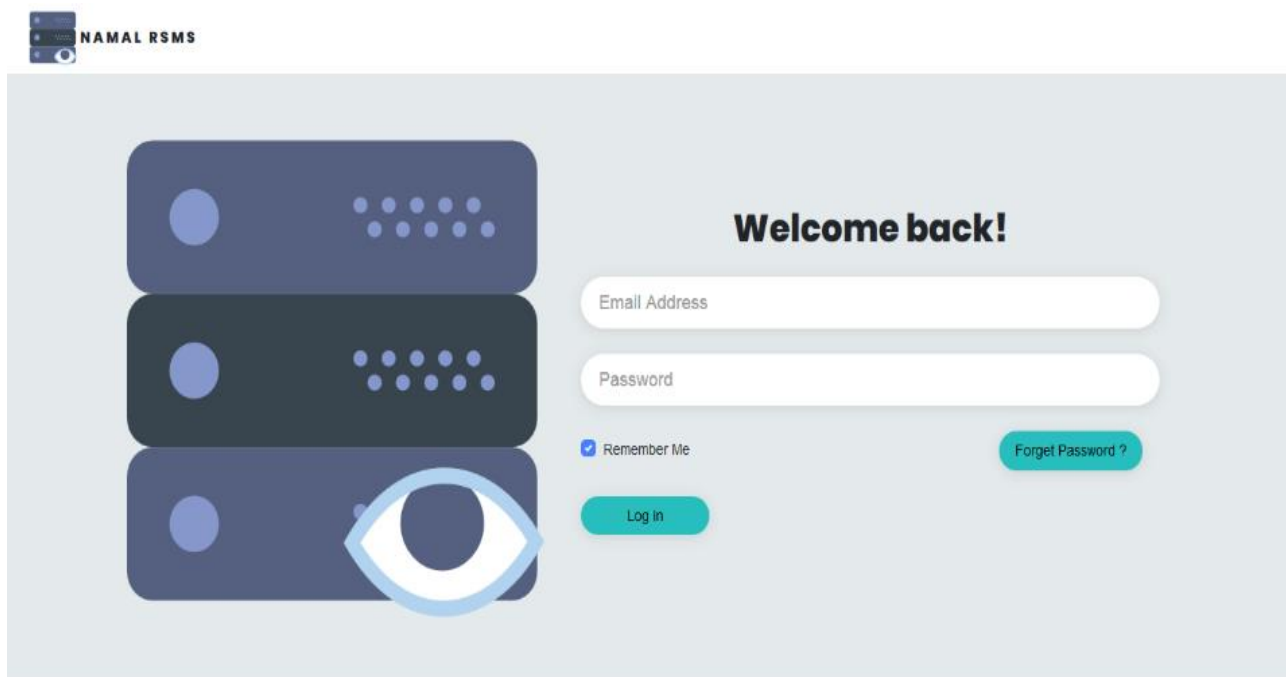 NAMAL RSMS
Welcome back!
Email Address
Password
Remember Me
Forget Password ?
Log in